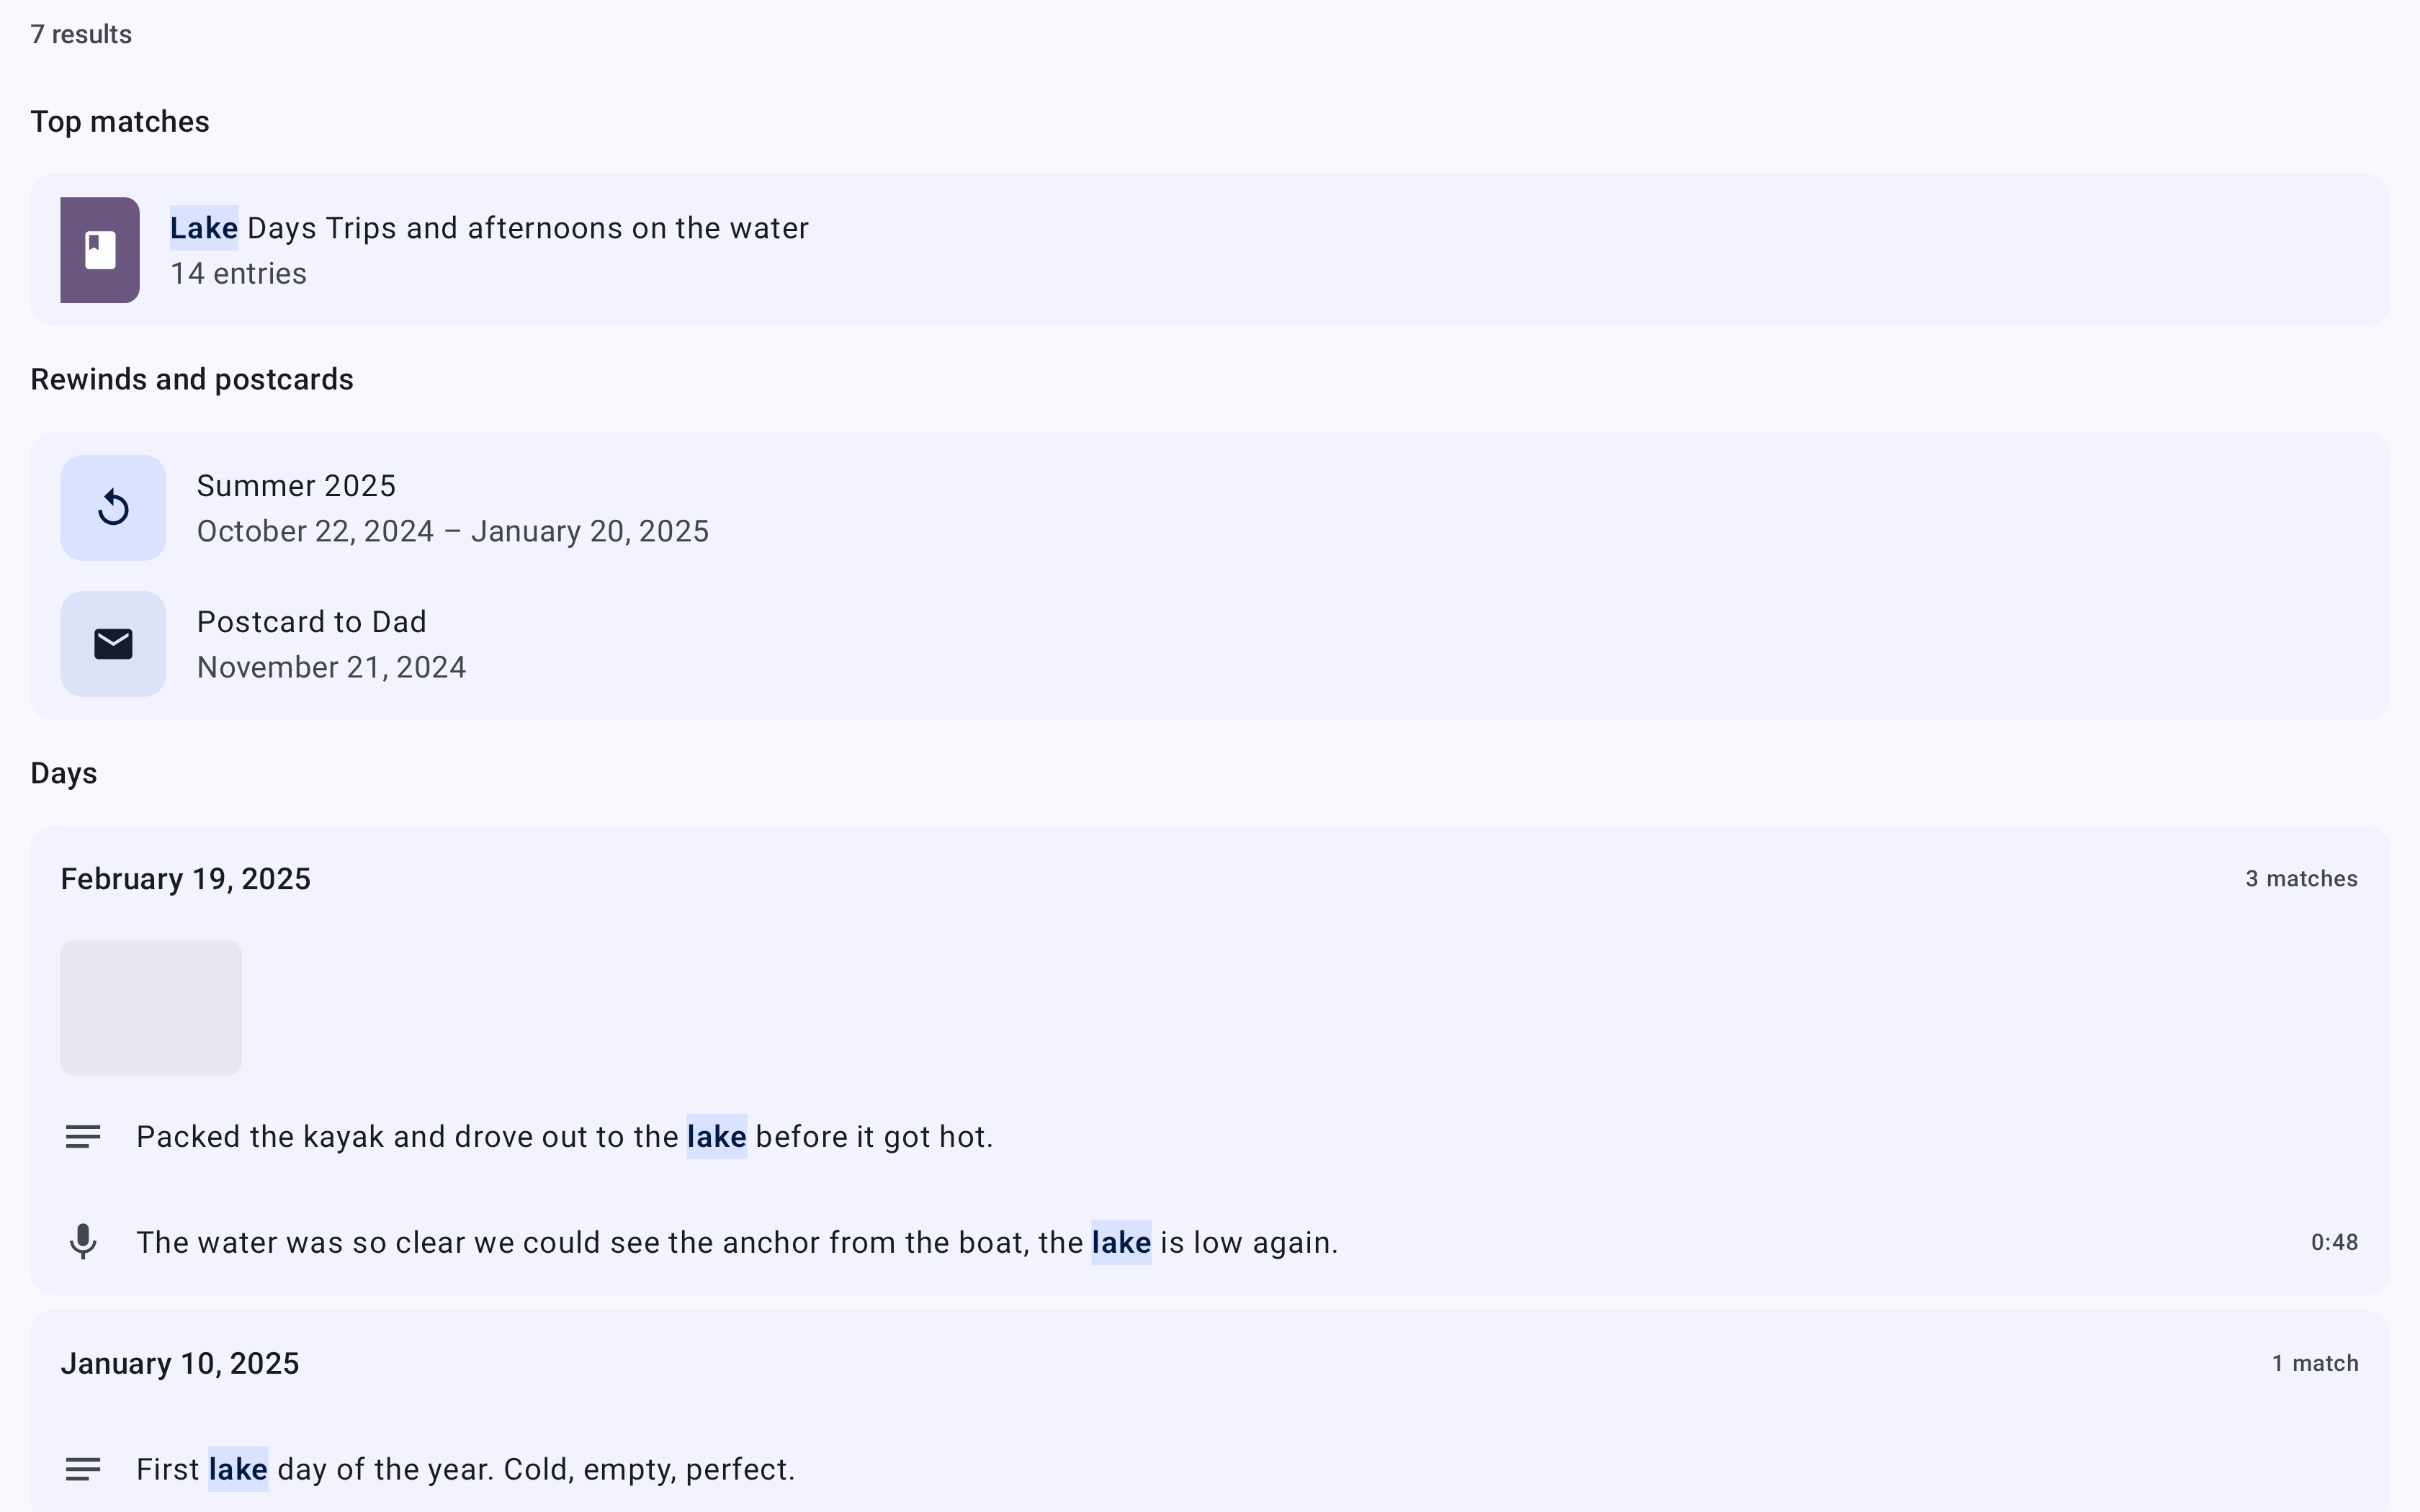 7 results
Top matches
Lake Days Trips and afternoons on the water
14 entries
Rewinds and postcards
Summer 2025
October 22, 2024 – January 20, 2025
Postcard to Dad
November 21, 2024
Days
February 19, 2025
3 matches
Packed the kayak and drove out to the lake before it got hot.
The water was so clear we could see the anchor from the boat, the lake is low again.
0:48
January 10, 2025
1 match
First lake day of the year. Cold, empty, perfect.